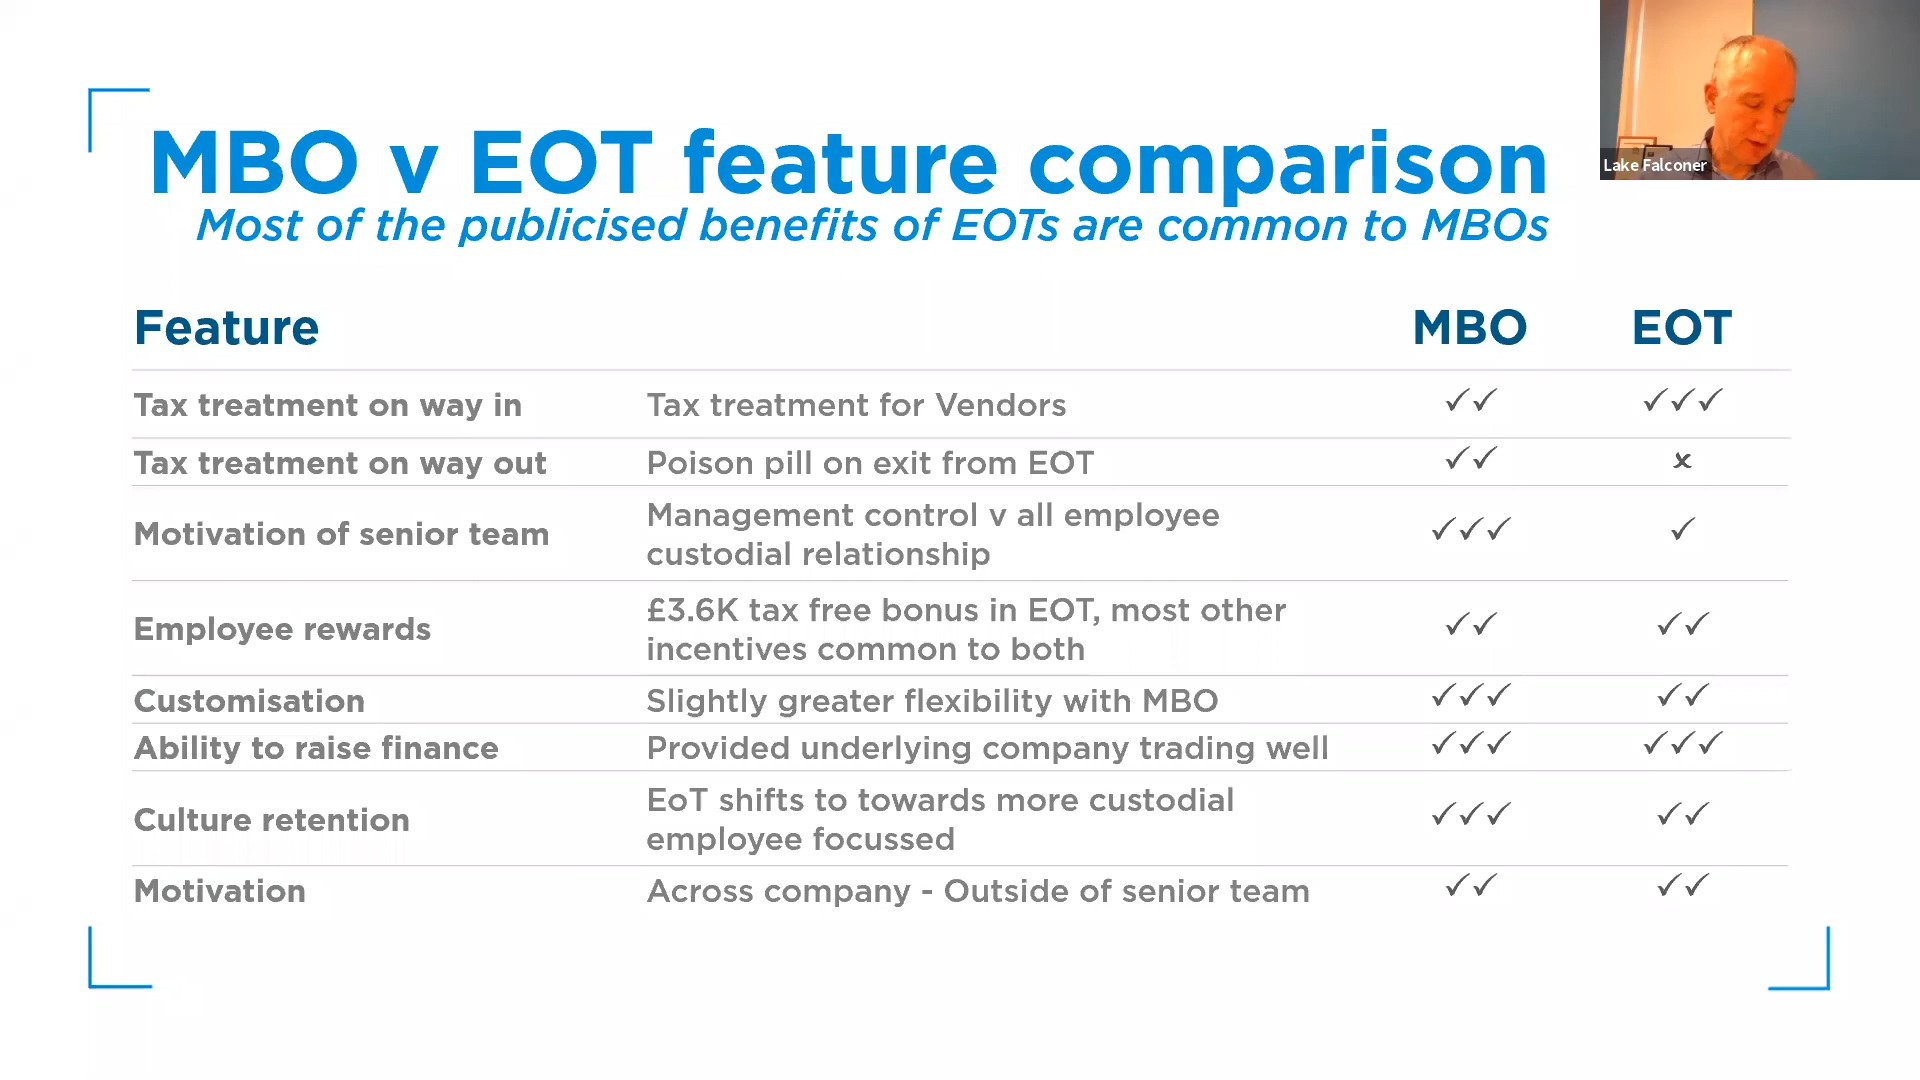 Lake Falconer
MBO v EOT feature comparison
Most of the publicised benefits of EOTs are common to MBOs
Feature MBO EOT
Tax treatment on way in Tax treatment for Vendors ✓✓ ✓✓✓
Tax treatment on way out Poison pill on exit from EOT ✓✓ x
Motivation of senior team Management control v all employee
custodial relationship ✓✓✓ ✓
Employee rewards £3.6K tax free bonus in EOT, most other
incentives common to both ✓✓ ✓✓
Customisation Slightly greater flexibility with MBO ✓✓✓ ✓✓
Ability to raise finance Provided underlying company trading well ✓✓✓ ✓✓✓
Culture retention EoT shifts to towards more custodial
employee focussed ✓✓✓ ✓✓
Motivation Across company - Outside of senior team ✓✓ ✓✓